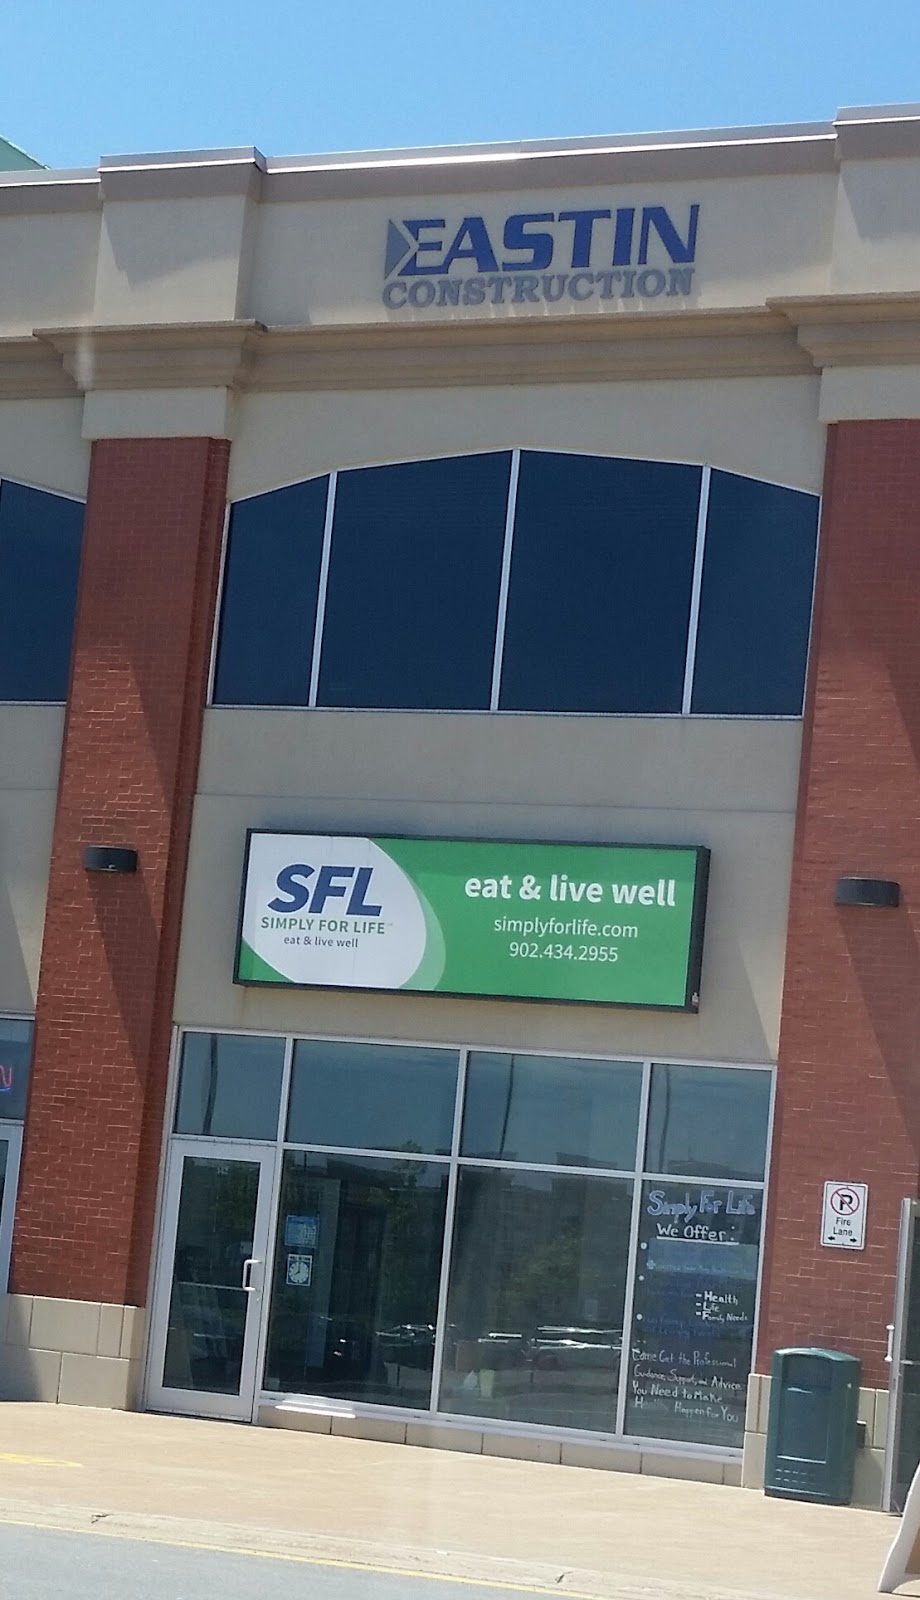 EASTIN
CONSTRUCTION
SFL
SIMPLY FOR LIFE
eat & live well
eat & live well
simplyforlife.com
902.434.2955
Simply For Life
We Offer:
- Health
- Life
- Family Needs
Come Get the Professional
Guidance, Support, and Advice
You Need to Make
Happen for You
P
Fire
Lane